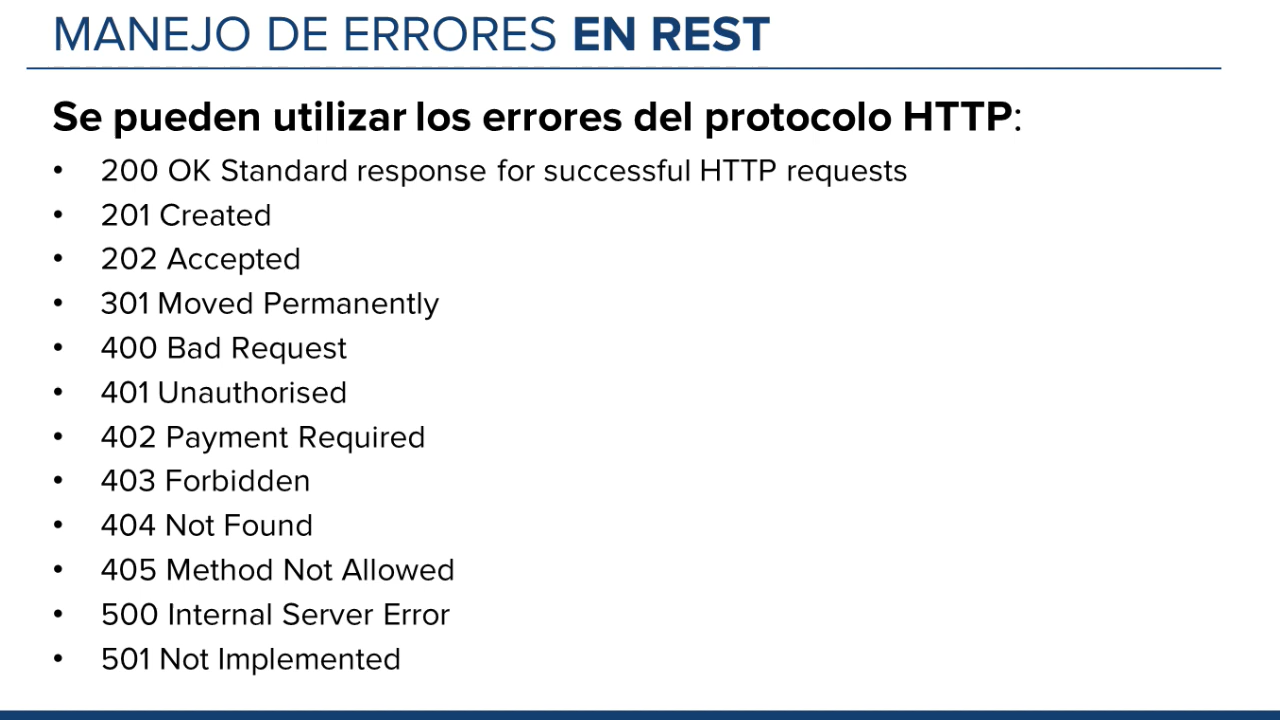 MANEJO DE ERRORES EN REST
Se pueden utilizar los errores del protocolo HTTP:
• 200 OK Standard response for successful HTTP requests
• 201 Created
• 202 Accepted
• 301 Moved Permanently
• 400 Bad Request
• 401 Unauthorised
• 402 Payment Required
• 403 Forbidden
• 404 Not Found
• 405 Method Not Allowed
• 500 Internal Server Error
• 501 Not Implemented